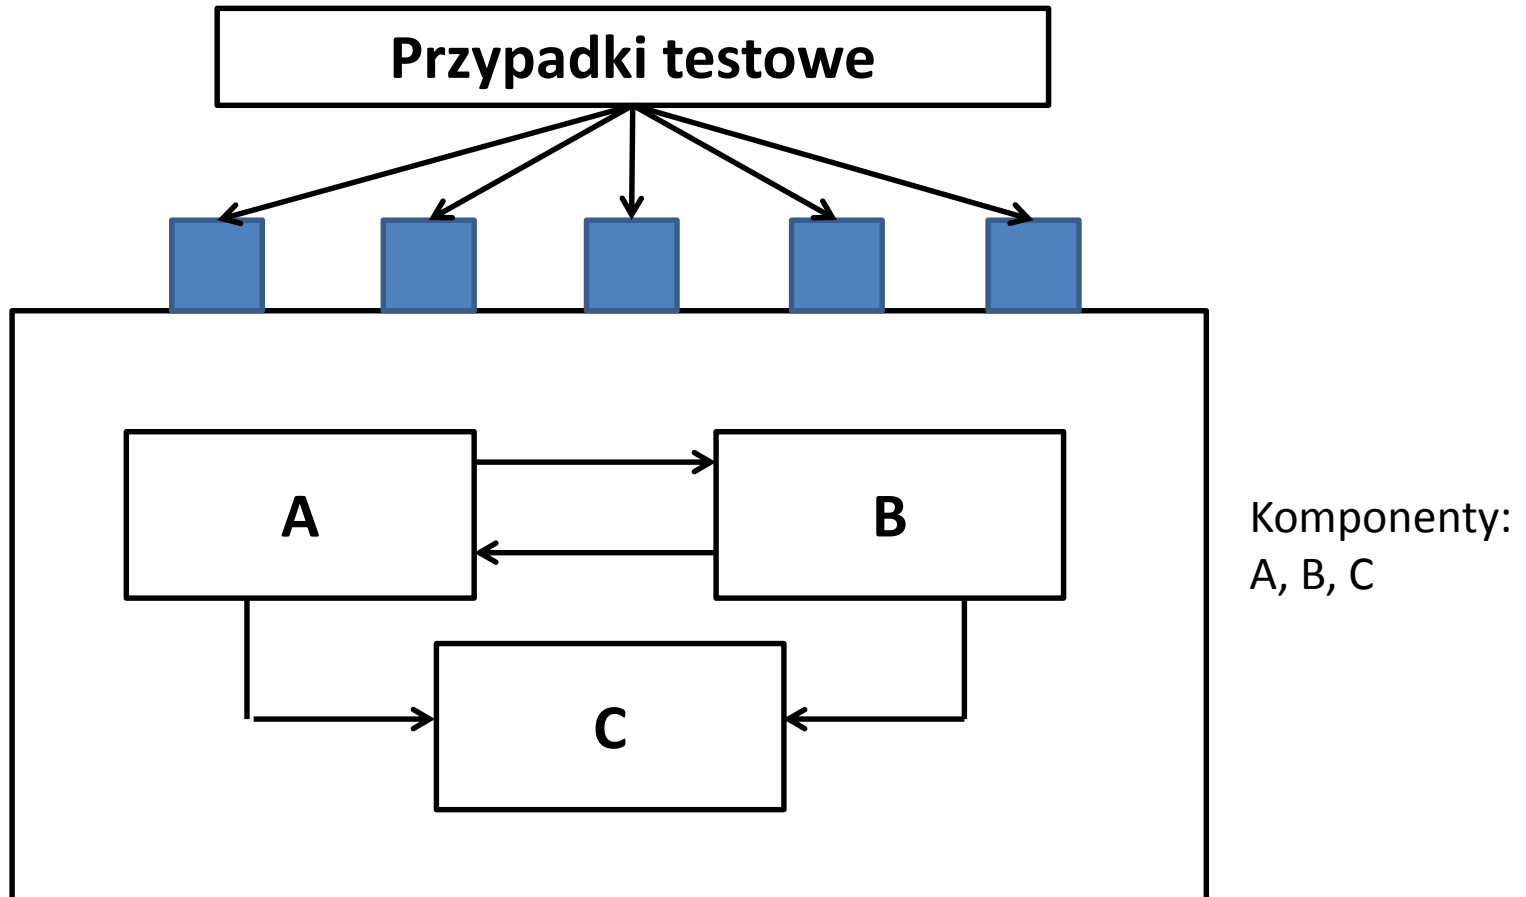 Przypadki testowe
A
B
Komponenty:
A, B, C
C